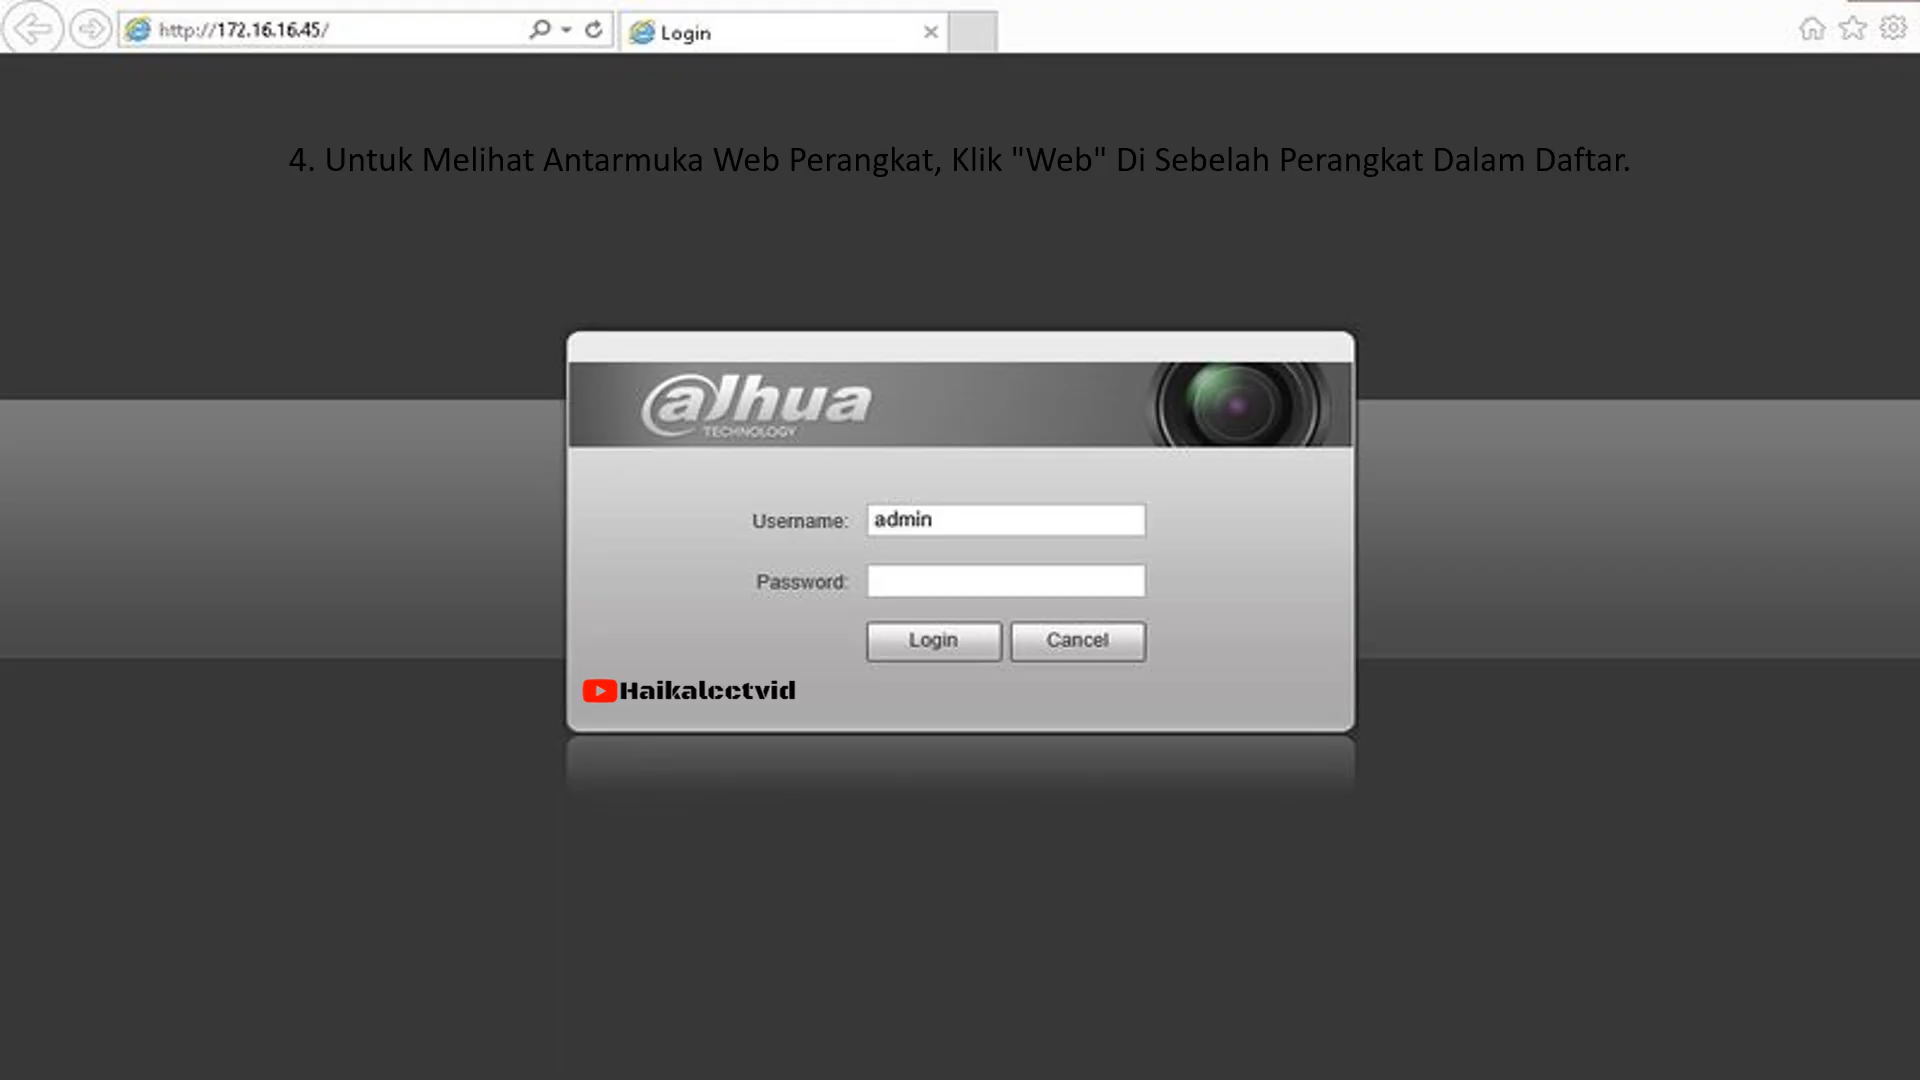 http://172.16.16.45/
Login
4. Untuk Melihat Antarmuka Web Perangkat, Klik "Web" Di Sebelah Perangkat Dalam Daftar.
alhua
TECHNOLOGY
Username: admin
Password:
Login Cancel
Haikalcctvid